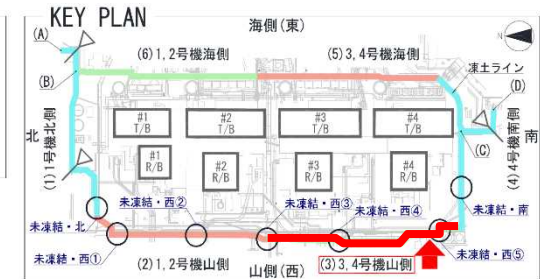 KEY PLAN
海側(東)
(A)
(6)1,2号機海側
(5)3,4号機海側
凍土ライン
(B)
(D)
#1
T/B
#2
T/B
#3
T/B
#4
T/B
北
南
(1)1号機北側
(4)4号機南側
(C)
#1
R/B
#2
R/B
#3
R/B
#4
R/B
未凍結・北
未凍結・西②
未凍結・西③
未凍結・西④
未凍結・南
未凍結・西①
未凍結・西⑤
(2)1,2号機山側
(3)3,4号機山側
山側(西)